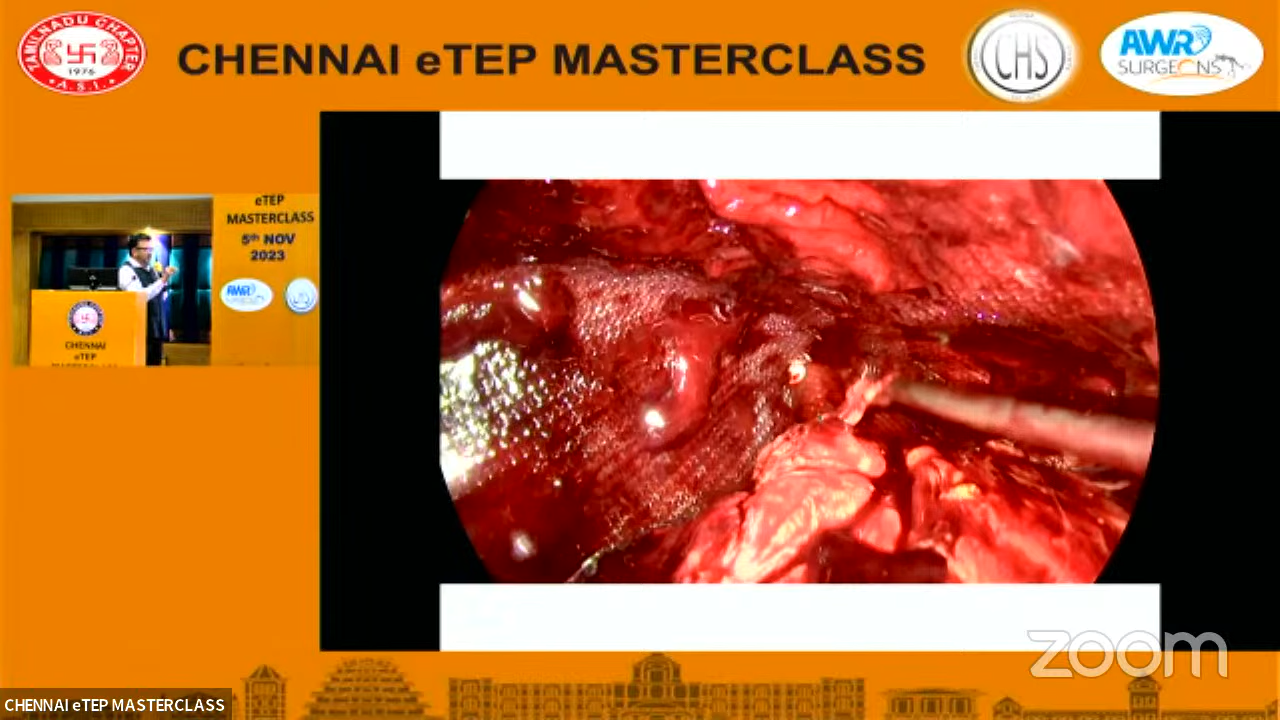 TAMILNADU CHAPTER
1976
A.S.I.
CHENNAI eTEP MASTERCLASS
CHS
AWR
SURGEONS
eTEP
MASTERCLASS
5th NOV
2023
AWR
CHENNAI
eTEP
zoom
CHENNAI eTEP MASTERCLASS